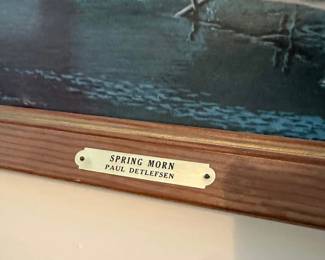 SPRING MORN
PAUL DETLEFSEN